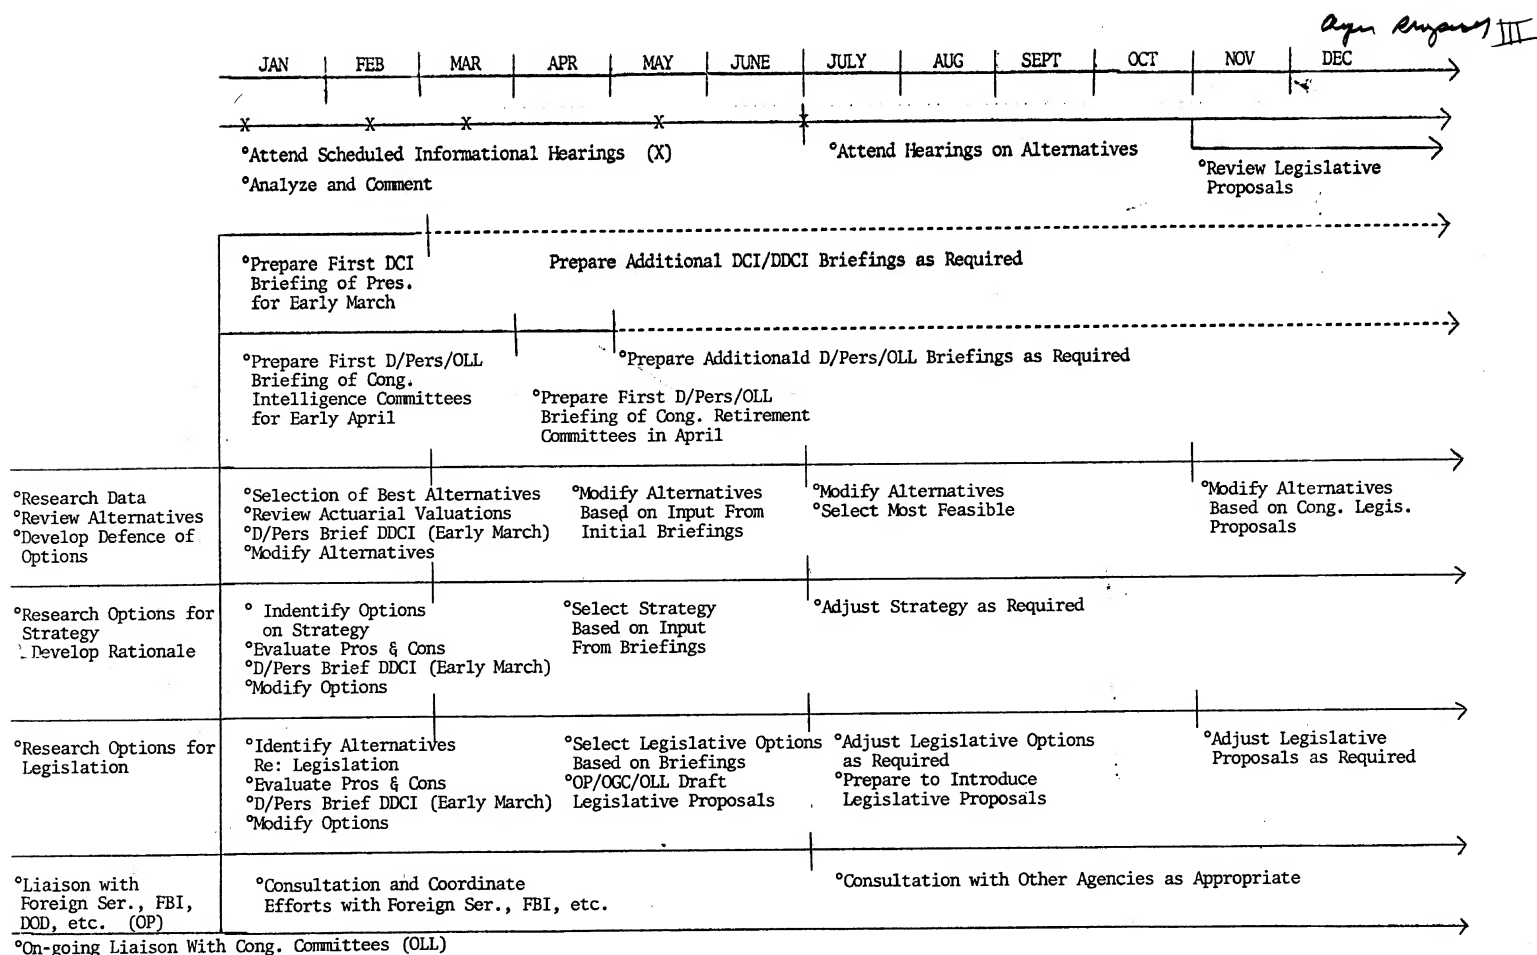 III
JAN FEB MAR APR MAY JUNE JULY AUG SEPT OCT NOV DEC
X X X X X
°Attend Scheduled Informational Hearings (X)
°Analyze and Comment
°Attend Hearings on Alternatives
°Review Legislative
Proposals
°Prepare First DCI
Briefing of Pres.
for Early March
Prepare Additional DCI/DDCI Briefings as Required
°Prepare First D/Pers/OLL
Briefing of Cong.
Intelligence Committees
for Early April
°Prepare First D/Pers/OLL
Briefing of Cong. Retirement
Committees in April
°Prepare Additionald D/Pers/OLL Briefings as Required
°Research Data
°Review Alternatives
°Develop Defence of
Options
°Selection of Best Alternatives
°Review Actuarial Valuations
°D/Pers Brief DDCI (Early March)
°Modify Alternatives
°Modify Alternatives
Based on Input From
Initial Briefings
°Modify Alternatives
°Select Most Feasible
°Modify Alternatives
Based on Cong. Legis.
Proposals
°Research Options for
Strategy
Develop Rationale
° Indentify Options
on Strategy
°Evaluate Pros & Cons
°D/Pers Brief DDCI (Early March)
°Modify Options
°Select Strategy
Based on Input
From Briefings
°Adjust Strategy as Required
°Research Options for
Legislation
°Identify Alternatives
Re: Legislation
°Evaluate Pros & Cons
°D/Pers Brief DDCI (Early March)
°Modify Options
°Select Legislative Options
Based on Briefings
°OP/OGC/OLL Draft
Legislative Proposals
°Adjust Legislative Options
as Required
°Prepare to Introduce
Legislative Proposals
°Adjust Legislative
Proposals as Required
°Liaison with
Foreign Ser., FBI,
DOD, etc. (OP)
°Consultation and Coordinate
Efforts with Foreign Ser., FBI, etc.
°Consultation with Other Agencies as Appropriate
°On-going Liaison With Cong. Committees (OLL)